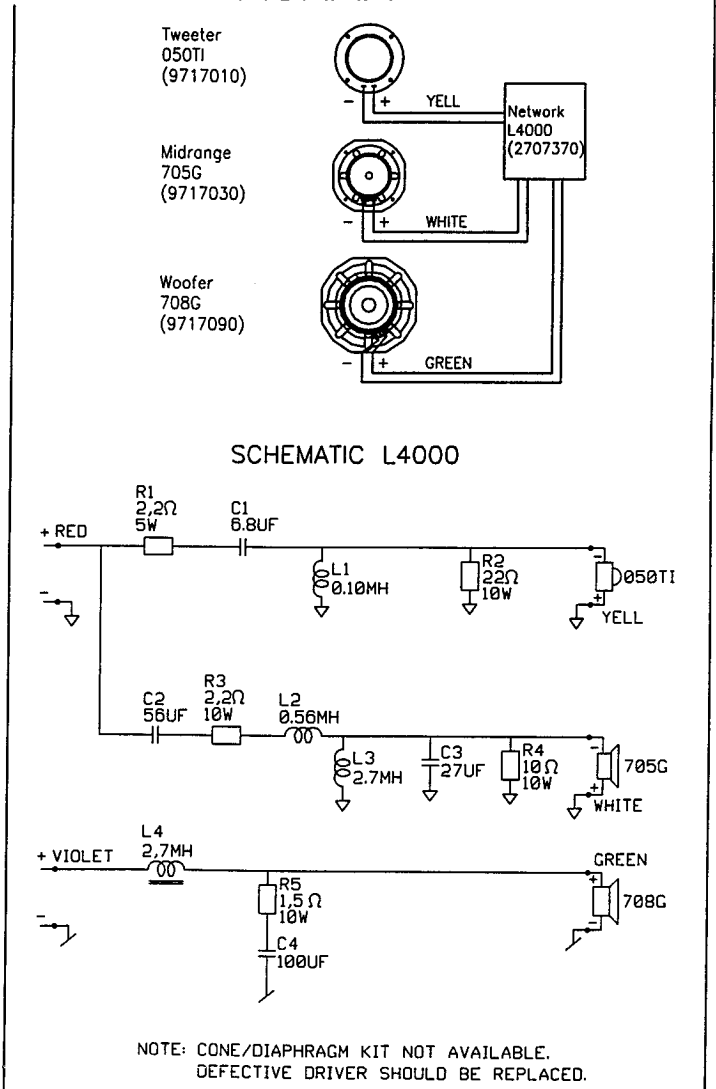 Tweeter
050TI
(9717010)
- +
YELL
Network
L4000
(2707370)
Midrange
705G
(9717030)
- +
WHITE
Woofer
708G
(9717090)
- +
GREEN
SCHEMATIC L4000
R1
2,2Ω
5W
C1
6.8UF
+ RED
L1
0.10MH
R2
22Ω
10W
-
050TI
+
YELL
-
C2
56UF
R3
2,2Ω
10W
L2
0.56MH
L3
2.7MH
C3
27UF
R4
10Ω
10W
-
705G
+
WHITE
L4
2,7MH
+ VIOLET
GREEN
R5
1,5Ω
10W
+
708G
-
-
C4
100UF
NOTE: CONE/DIAPHRAGM KIT NOT AVAILABLE.
DEFECTIVE DRIVER SHOULD BE REPLACED.